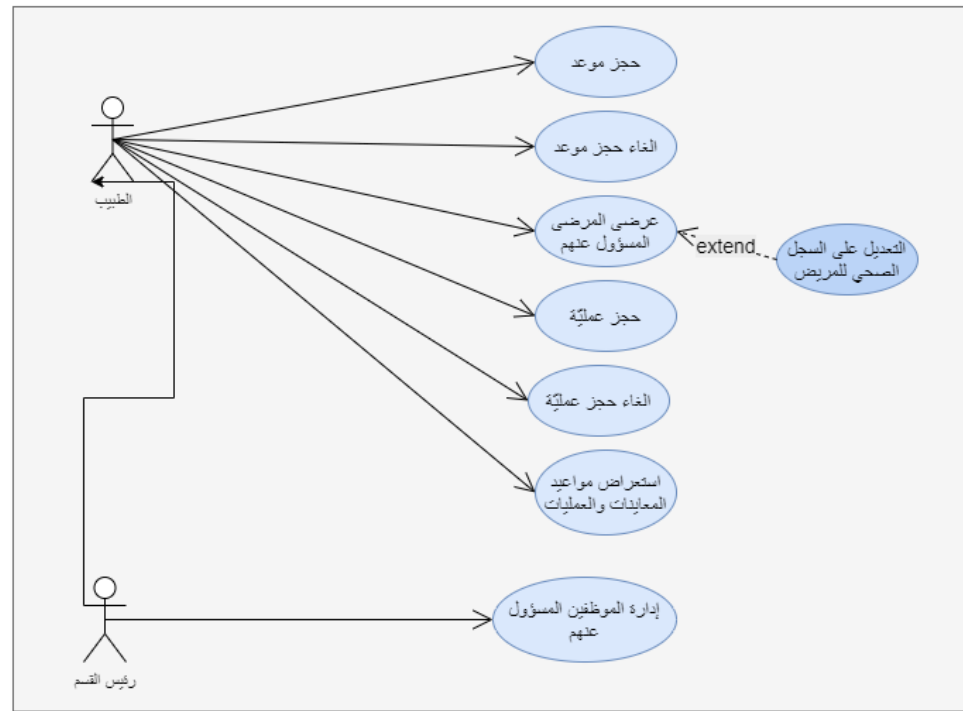 حجز موعد
الغاء حجز موعد
الطبيب
عرضى المرضى
المسؤول عنهم
extend
التعديل على السجل
الصحي للمريض
حجز عمليّة
الغاء حجز عمليّة
استعراض مواعيد
المعاينات والعمليات
إدارة الموظفين المسؤول
عنهم
رئيس القسم